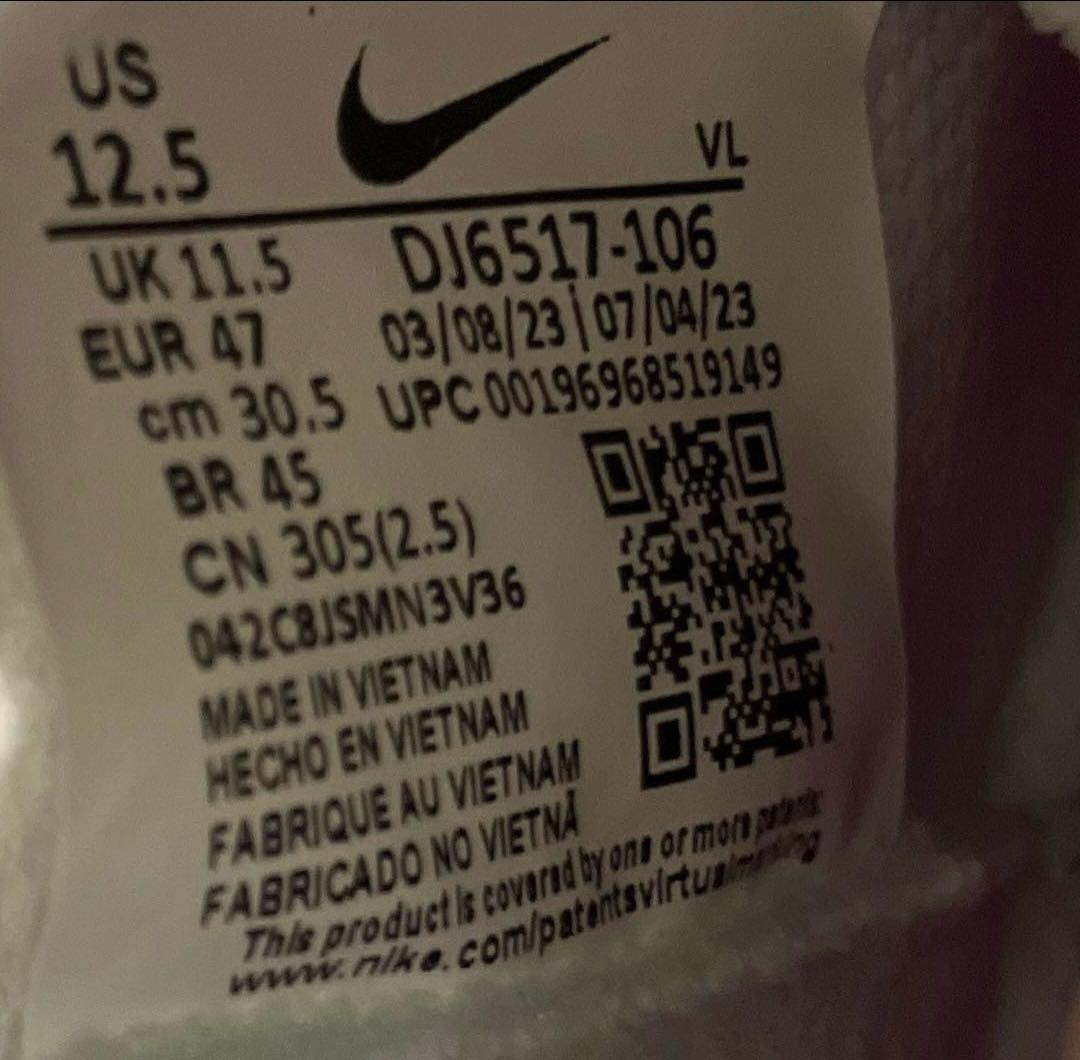 US
12.5
VL
UK 11.5 DJ6517-106
EUR 47 03/08/23 | 07/04/23
cm 30.5 UPC 00196968519149
BR 45
CN 305(2.5)
042C8JSMN3V36
MADE IN VIETNAM
HECHO EN VIETNAM
FABRIQUE AU VIETNAM
FABRICADO NO VIETNÃ
This product is covered by one or more patents:
www.nike.com/patentsvirtualmarking